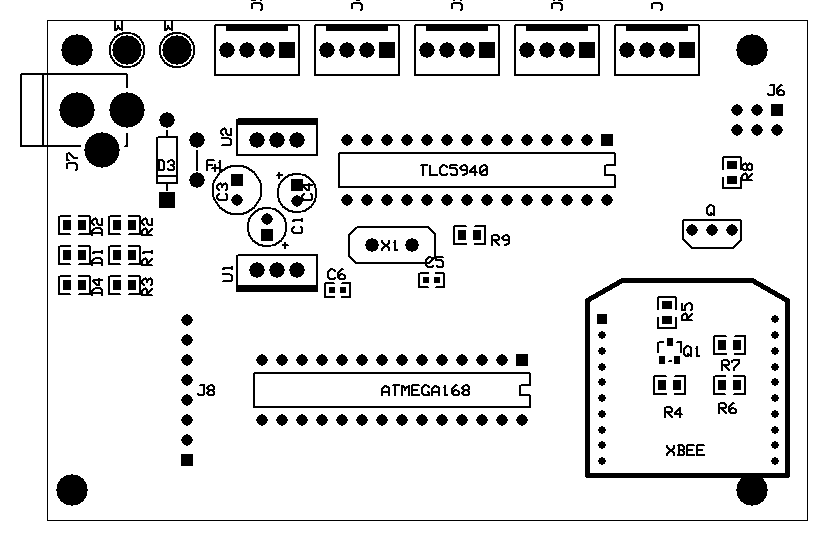 W W
J6
J7
U2
TLC5940
D3
F1
R8
C3
C4
C1
Q
D2 R2
X1
R9
D1 R1
U1
C5
C6
D4 R3
R5
Q1
R7
J8
ATMEGA168
R4
R6
XBEE